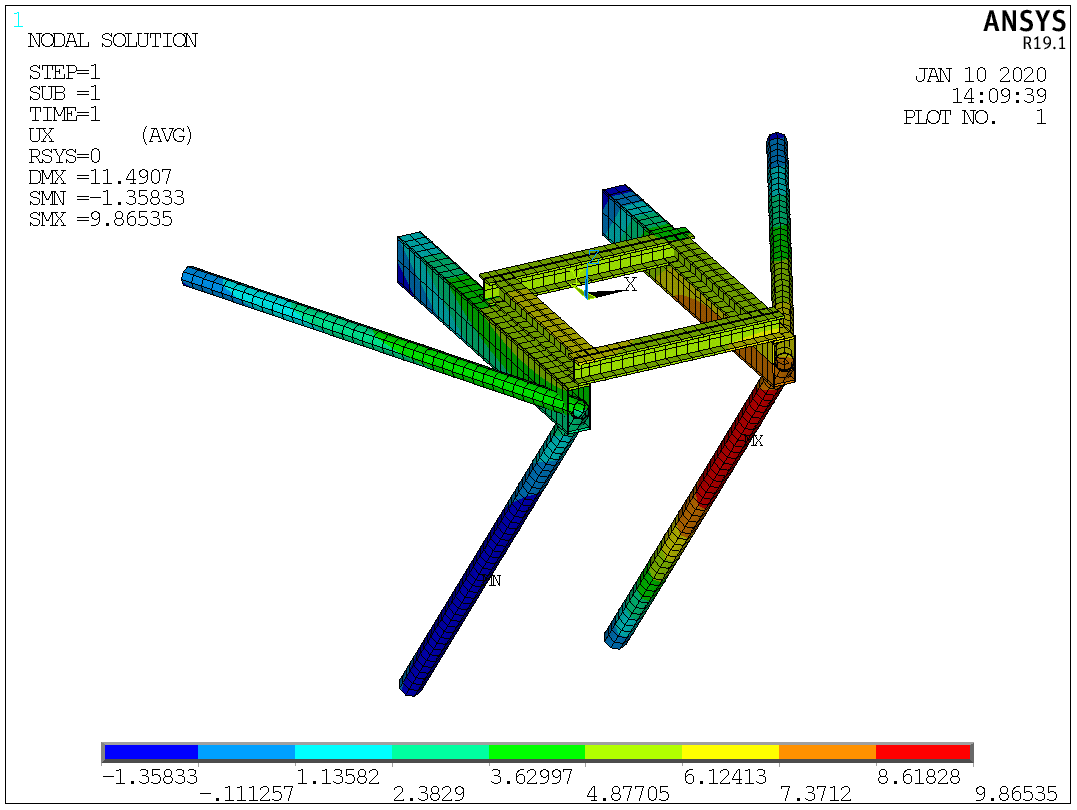 1
NODAL SOLUTION
STEP=1
SUB =1
TIME=1
UX (AVG)
RSYS=0
DMX =11.4907
SMN =-1.35833
SMX =9.86535
ANSYS
R19.1
JAN 10 2020
14:09:39
PLOT NO. 1
Z
X
MX
MN
-1.35833 1.13582 3.62997 6.12413 8.61828
-.111257 2.3829 4.87705 7.3712 9.86535